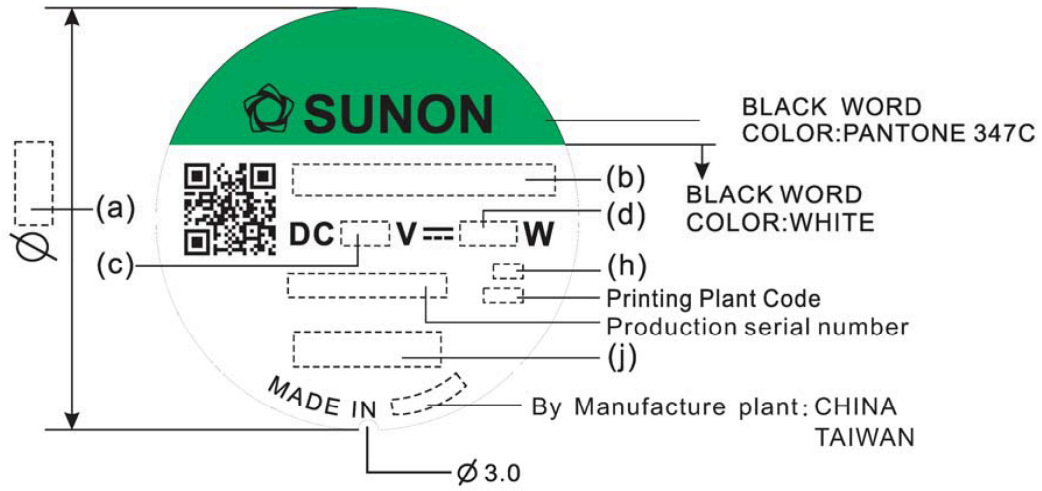 SUNON
BLACK WORD
COLOR:PANTONE 347C
(b)
BLACK WORD
COLOR:WHITE
(a)
Ø
(d)
DC V W
(c)
(h)
Printing Plant Code
Production serial number
(j)
MADE IN
By Manufacture plant: CHINA
TAIWAN
Ø 3.0